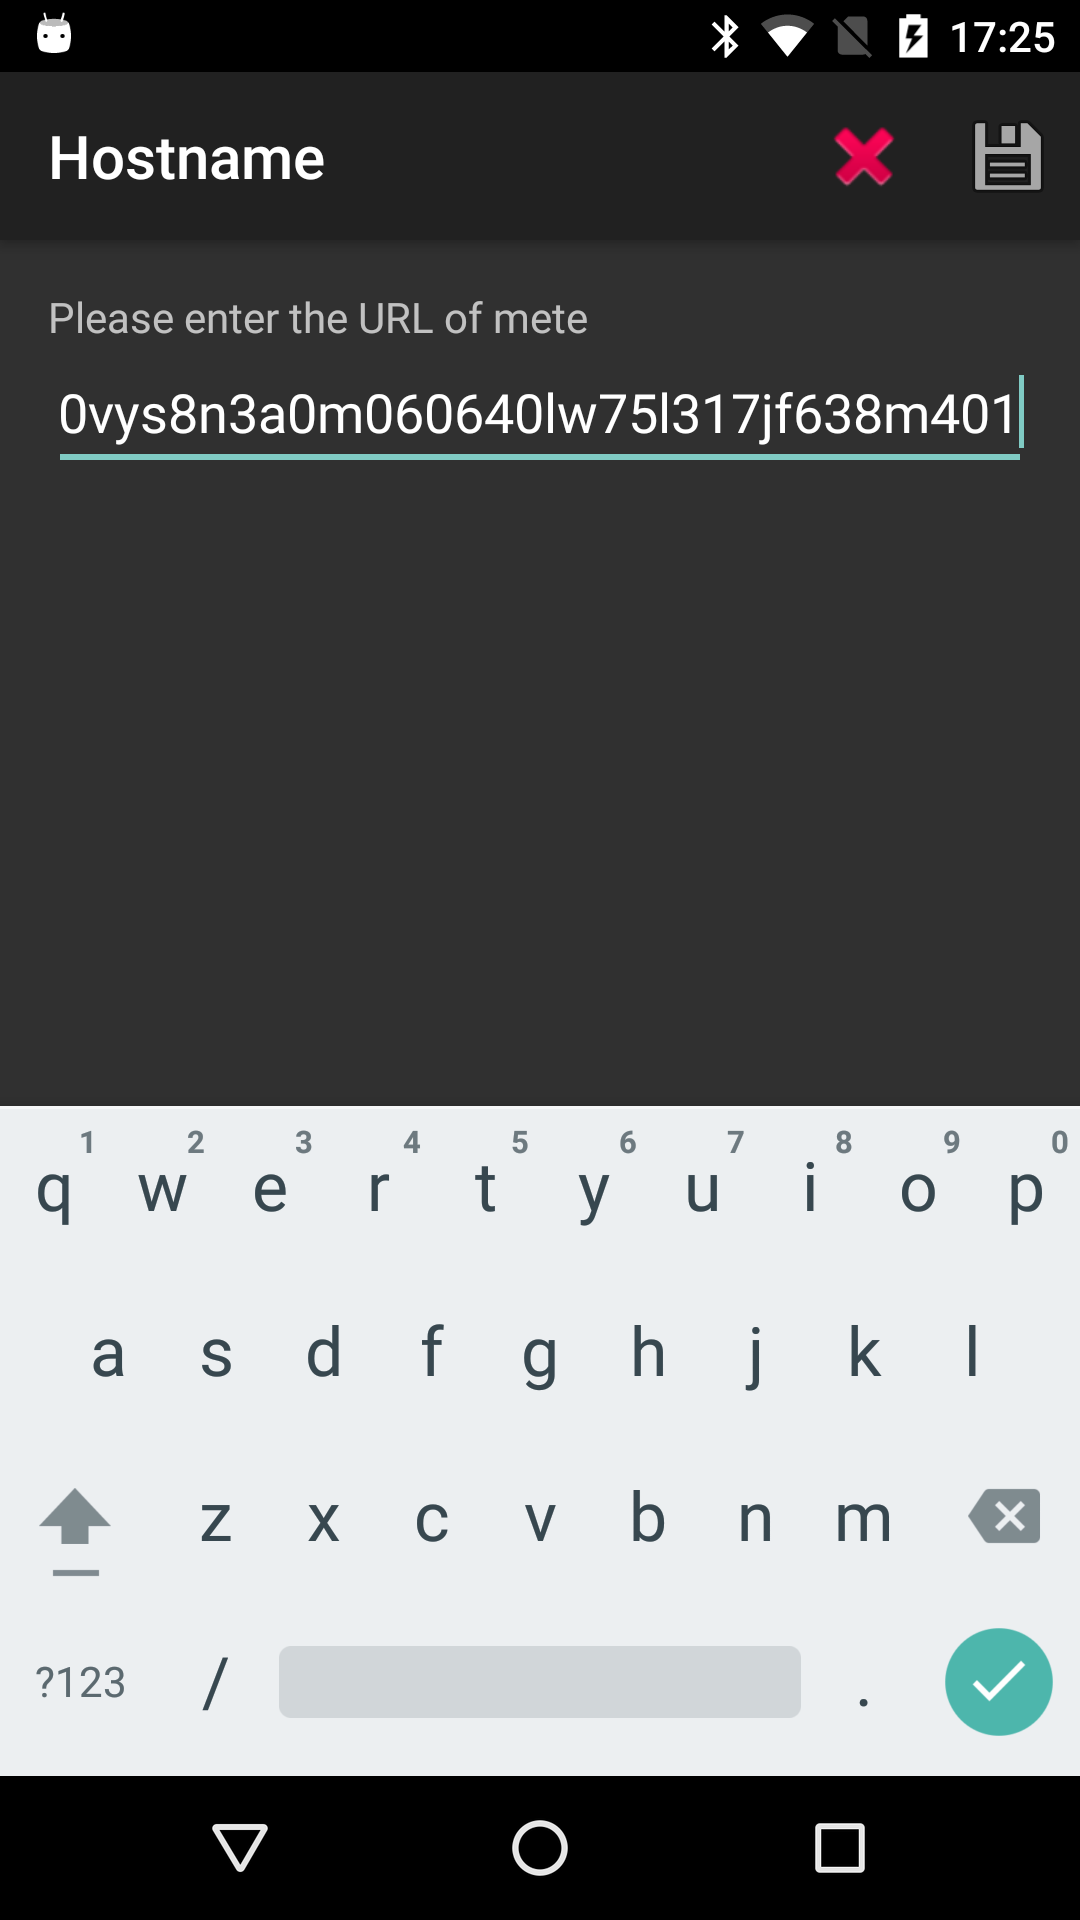 17:25
Hostname
Please enter the URL of mete
0vys8n3a0m060640lw75l317jf638m401
1 2 3 4 5 6 7 8 9 0
q w e r t y u i o p
a s d f g h j k l
z x c v b n m
?123 / .